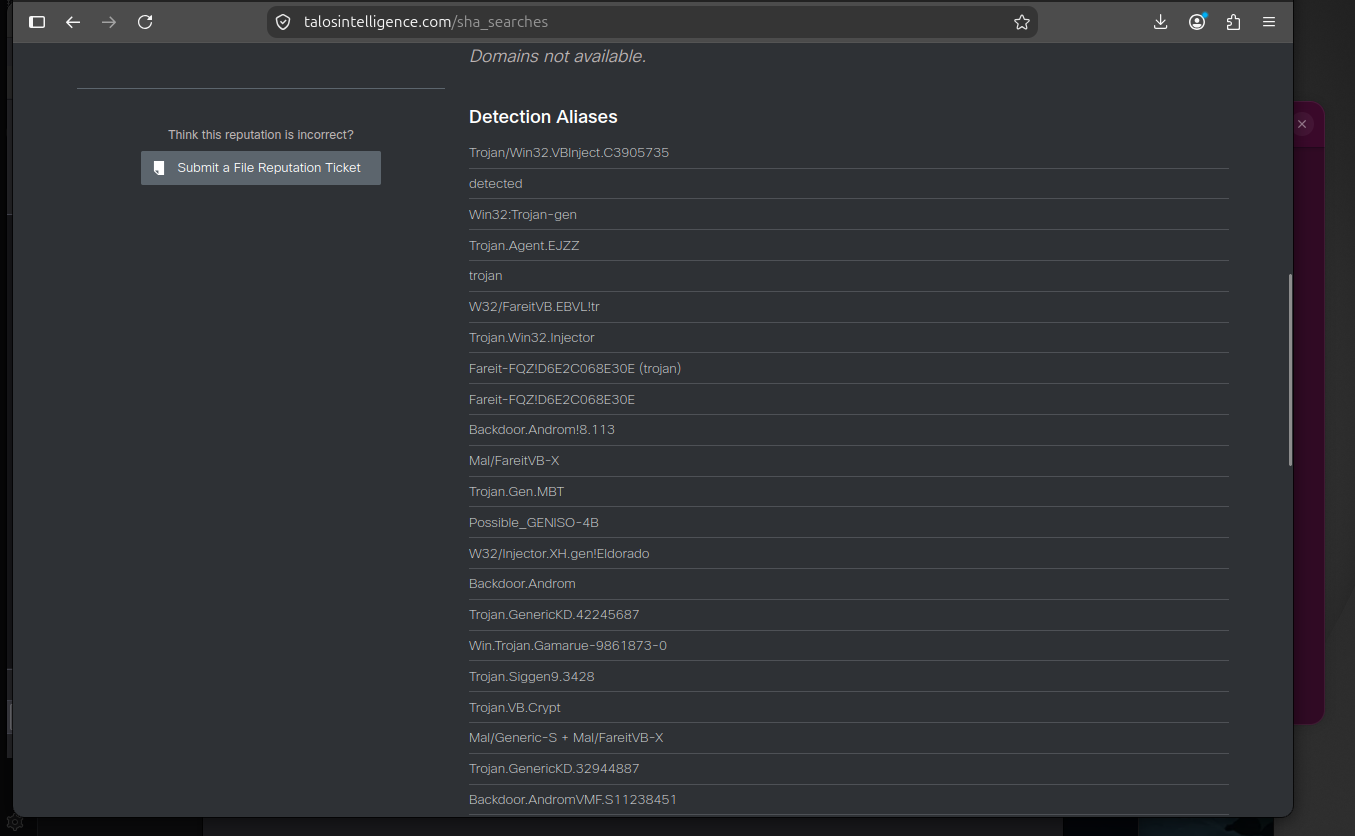 talosintelligence.com/sha_searches
Domains not available.
Think this reputation is incorrect?
Submit a File Reputation Ticket
Detection Aliases
Trojan/Win32.VBInject.C3905735
detected
Win32:Trojan-gen
Trojan.Agent.EJZZ
trojan
W32/FareitVB.EBVL!tr
Trojan.Win32.Injector
Fareit-FQZ!D6E2C068E30E (trojan)
Fareit-FQZ!D6E2C068E30E
Backdoor.Androm!8.113
Mal/FareitVB-X
Trojan.Gen.MBT
Possible_GENISO-4B
W32/Injector.XH.gen!Eldorado
Backdoor.Androm
Trojan.GenericKD.42245687
Win.Trojan.Gamarue-9861873-0
Trojan.Siggen9.3428
Trojan.VB.Crypt
Mal/Generic-S + Mal/FareitVB-X
Trojan.GenericKD.32944887
Backdoor.AndromVMF.S11238451